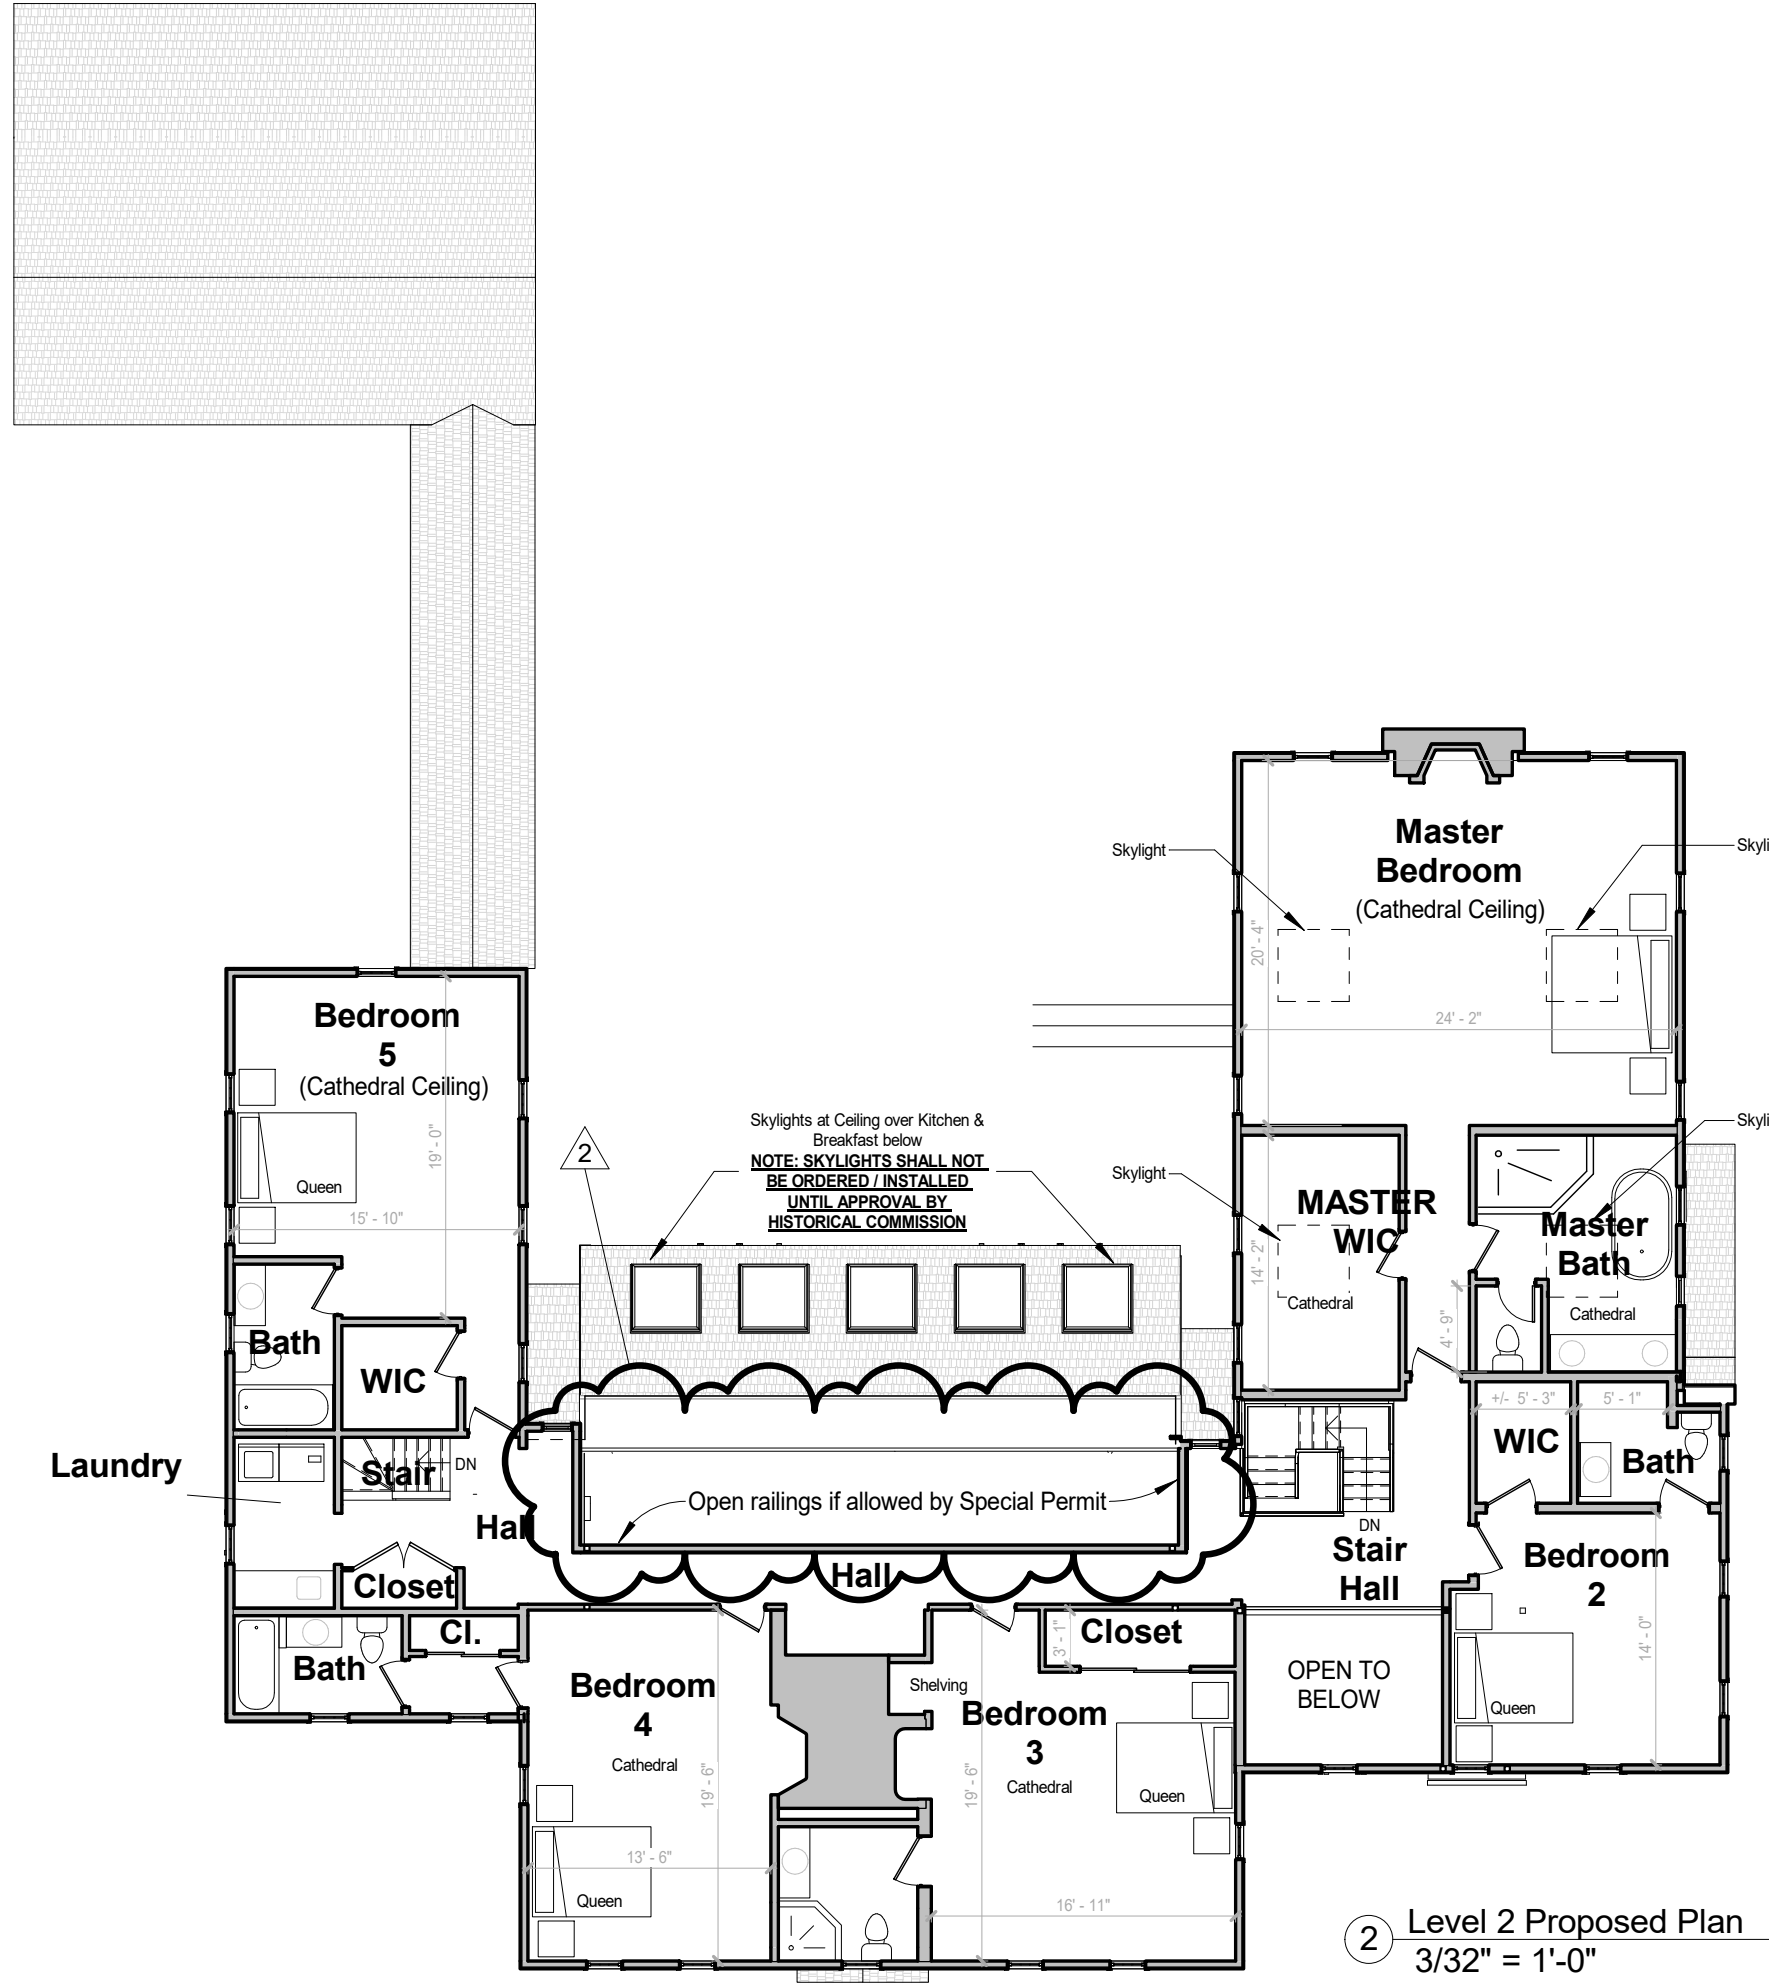 Master
Bedroom
(Cathedral Ceiling)
Skylight
Skyli
20' - 4"
24' - 2"
Bedroom
5
(Cathedral Ceiling)
19' - 0"
Queen
15' - 10"
2
Skylights at Ceiling over Kitchen &
Breakfast below
NOTE: SKYLIGHTS SHALL NOT
BE ORDERED / INSTALLED
UNTIL APPROVAL BY
HISTORICAL COMMISSION
Skylight
Skyli
MASTER
WIC
14' - 2"
Cathedral
Master
Bath
Cathedral
4' - 9"
Bath
WIC
+/- 5' - 3"
5' - 1"
WIC
Bath
Laundry
Stair
DN
Hall
Open railings if allowed by Special Permit
Hall
DN
Stair
Hall
Bedroom
2
14' - 0"
Queen
Closet
Cl.
Bath
Bedroom
4
Cathedral
19' - 6"
13' - 6"
Queen
Shelving
Closet
3' - 1"
Bedroom
3
Cathedral
19' - 6"
Queen
16' - 11"
OPEN TO
BELOW
2
Level 2 Proposed Plan
3/32" = 1'-0"